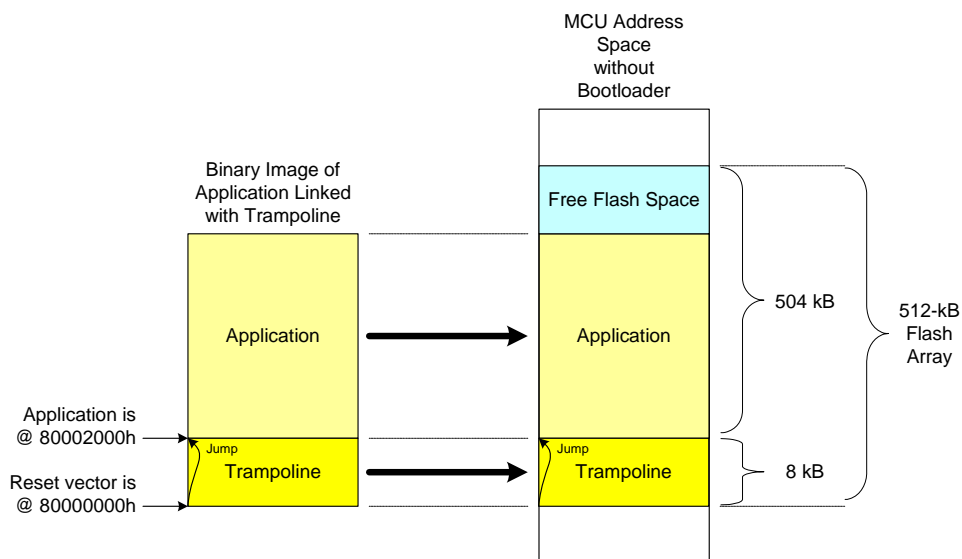 MCU Address
Space
without
Bootloader
Binary Image of
Application Linked
with Trampoline
Free Flash Space
504 kB
512-kB
Flash
Array
Application
Application
Application is
@ 80002000h
Jump
Trampoline
Jump
Trampoline
8 kB
Reset vector is
@ 80000000h